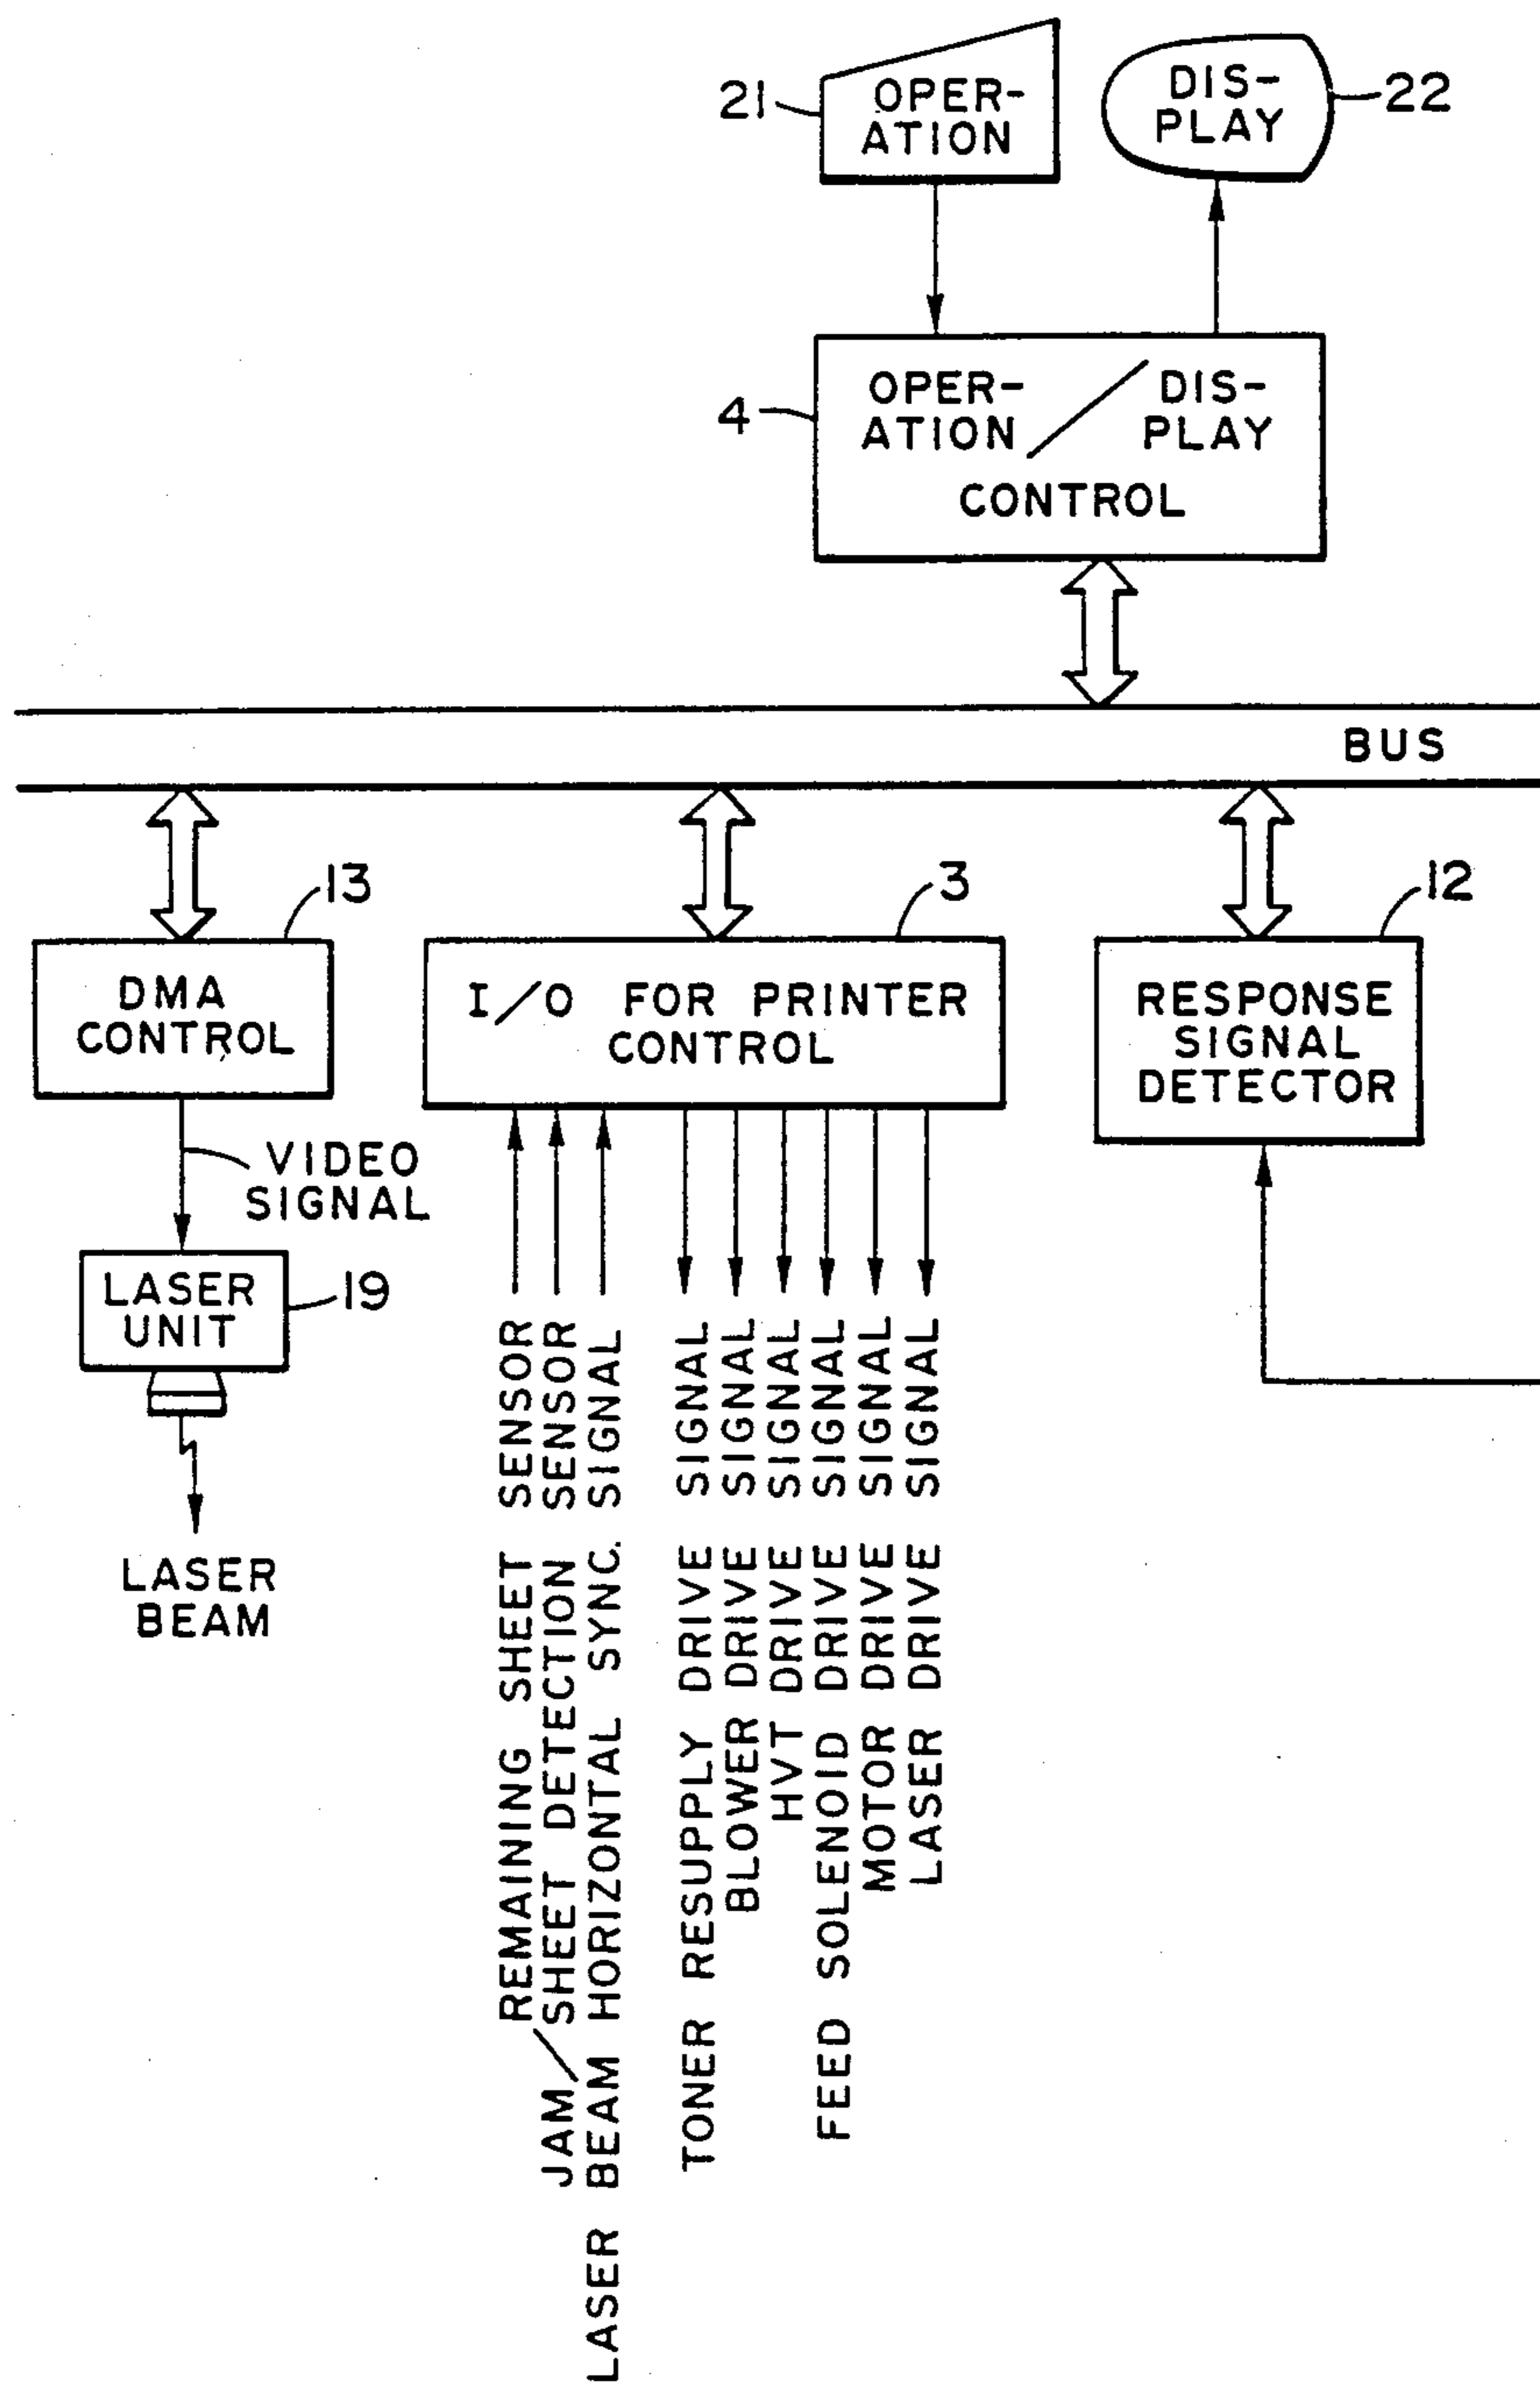 21
OPER-
ATION
DIS-
PLAY
22
4
OPER-
ATION
/
DIS-
PLAY
CONTROL
BUS
13
DMA
CONTROL
3
I/O FOR PRINTER
CONTROL
12
RESPONSE
SIGNAL
DETECTOR
VIDEO
SIGNAL
LASER
UNIT
19
LASER
BEAM
REMAINING SHEET SENSOR
JAM/SHEET DETECTION SENSOR
LASER BEAM HORIZONTAL SYNC. SIGNAL
TONER RESUPPLY DRIVE SIGNAL
BLOWER DRIVE SIGNAL
HVT DRIVE SIGNAL
FEED SOLENOID DRIVE SIGNAL
MOTOR DRIVE SIGNAL
LASER DRIVE SIGNAL